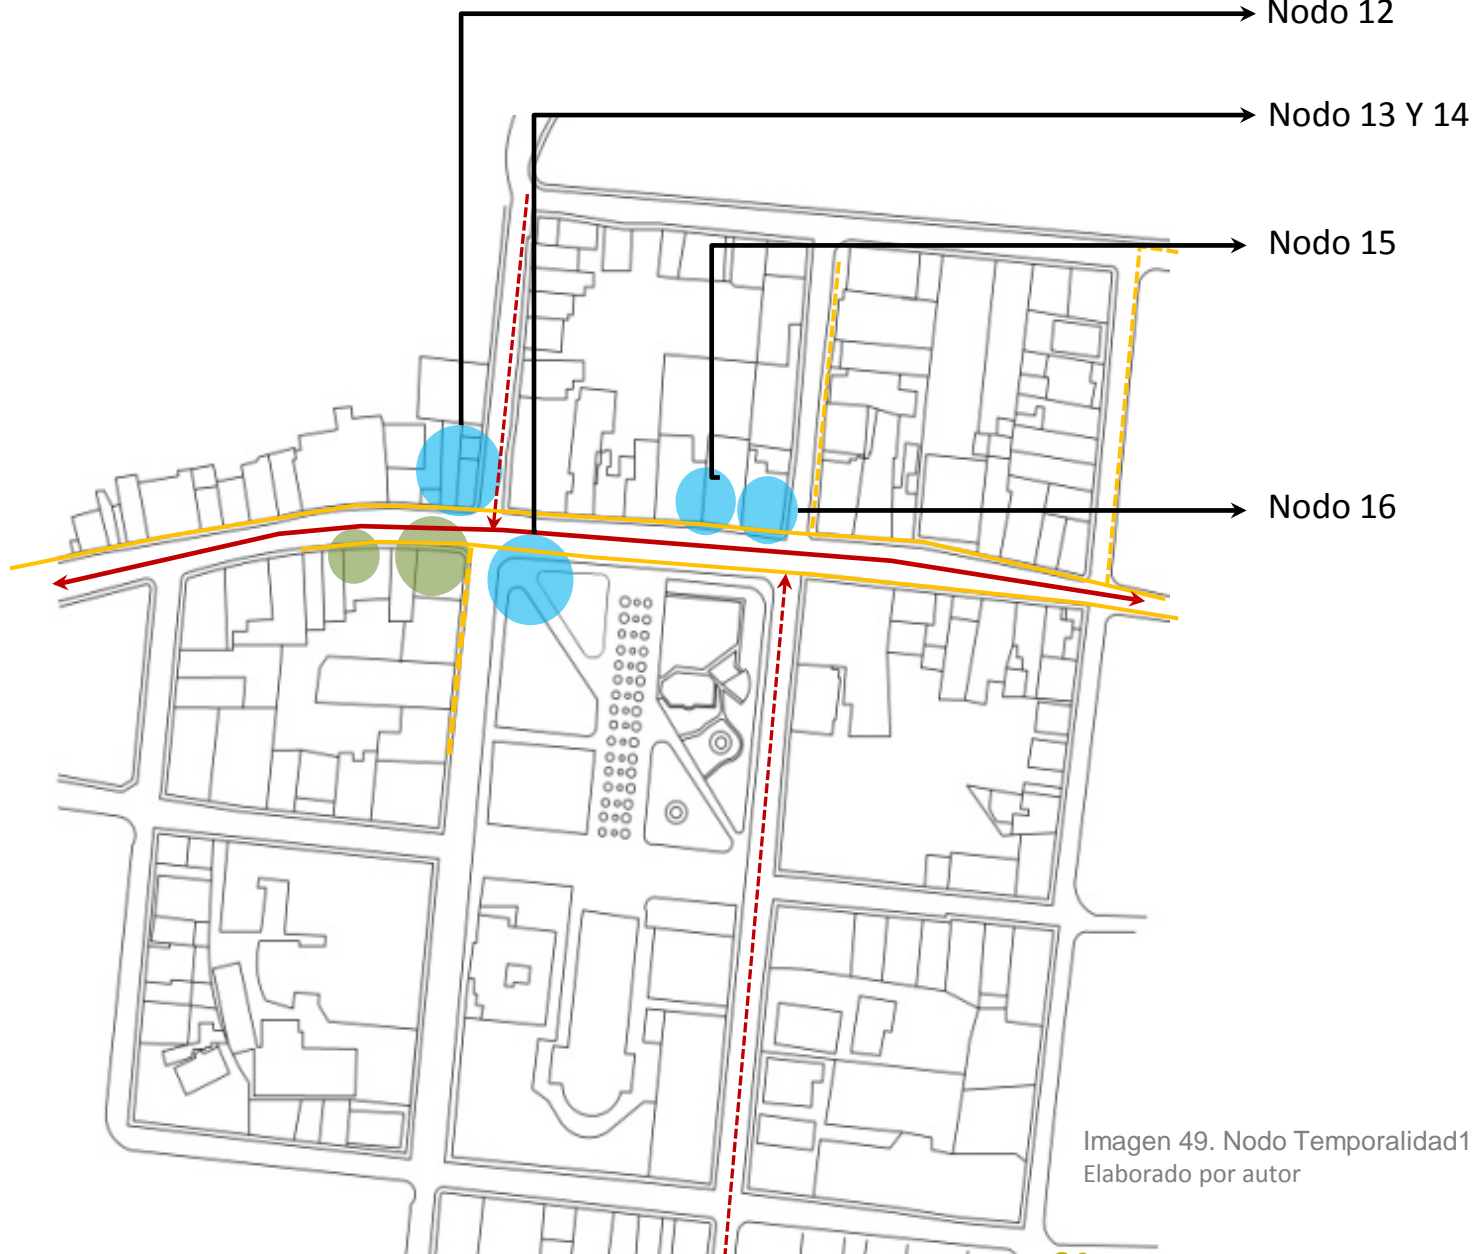 Nodo 12
Nodo 13 Y 14
Nodo 15
Nodo 16
Imagen 49. Nodo Temporalidad1
Elaborado por autor